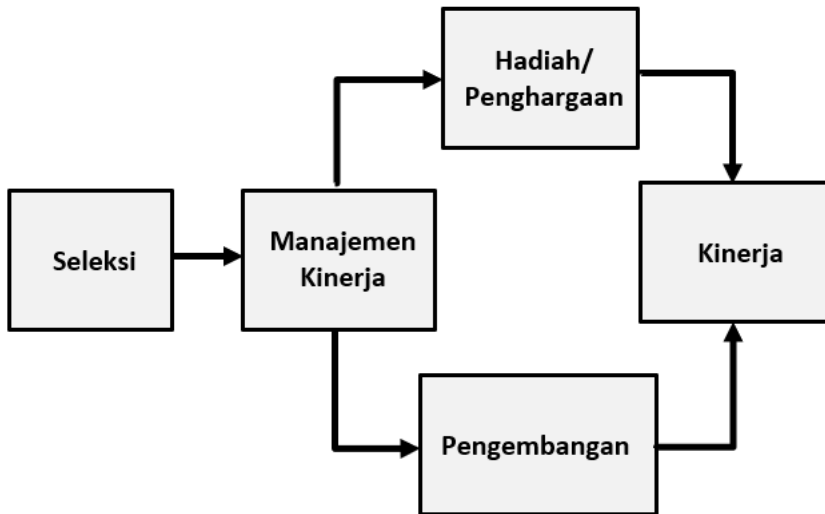 Seleksi
Manajemen
Kinerja
Hadiah/
Penghargaan
Pengembangan
Kinerja